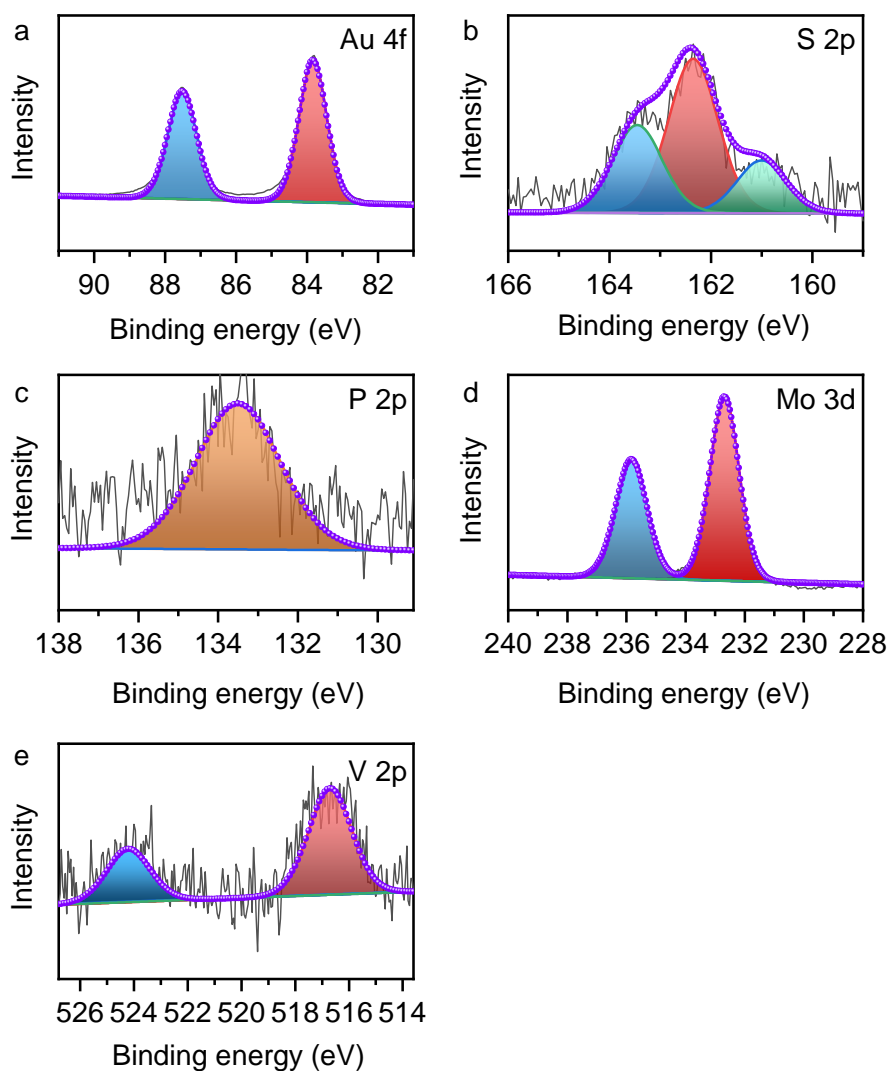 a
Au 4f
Intensity
90 88 86 84 82
Binding energy (eV)
b
S 2p
Intensity
166 164 162 160
Binding energy (eV)
c
P 2p
Intensity
138 136 134 132 130
Binding energy (eV)
d
Mo 3d
Intensity
240 238 236 234 232 230 228
Binding energy (eV)
e
V 2p
Intensity
526 524 522 520 518 516 514
Binding energy (eV)